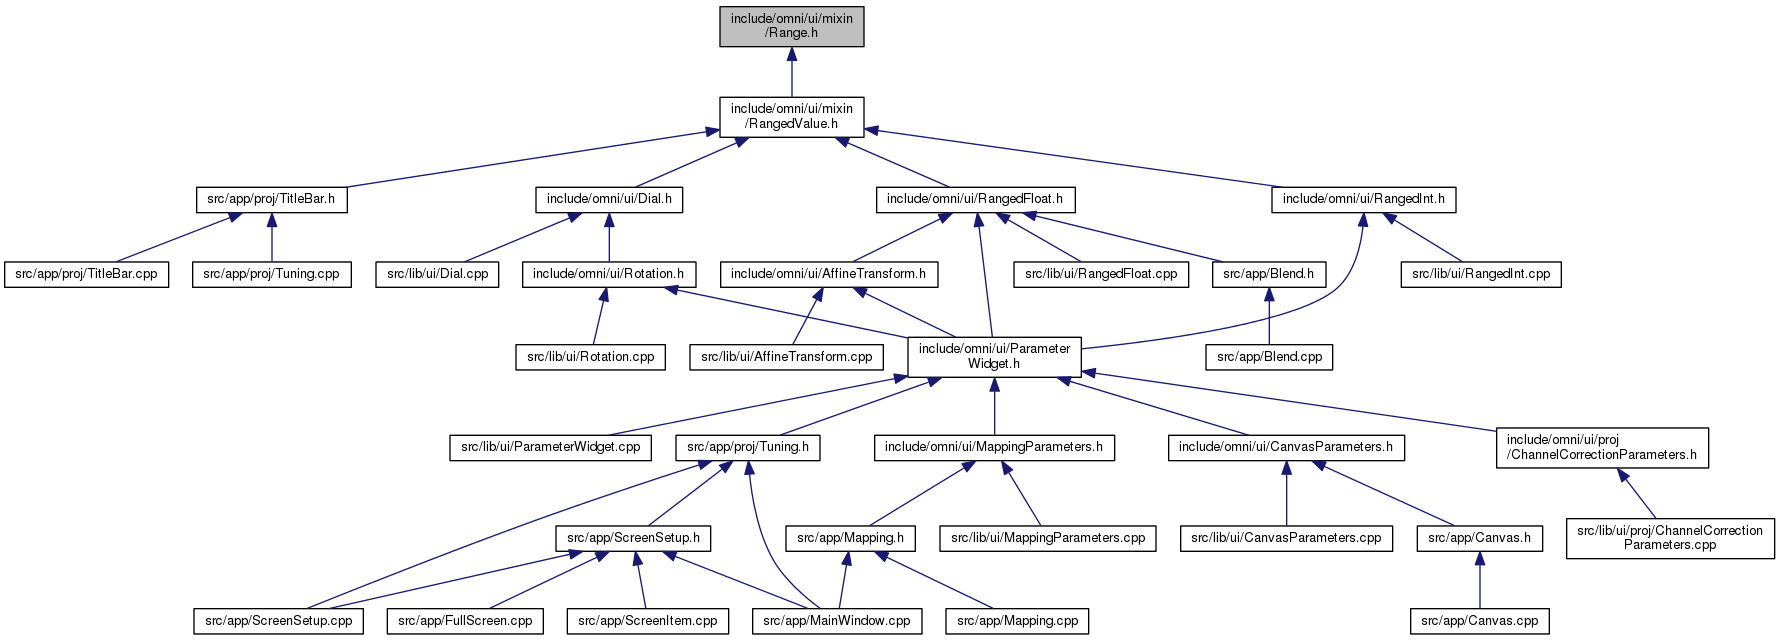 include/omni/ui/mixin
/Range.h
include/omni/ui/mixin
/RangedValue.h
src/app/proj/TitleBar.h
include/omni/ui/Dial.h
include/omni/ui/RangedFloat.h
include/omni/ui/RangedInt.h
src/app/proj/TitleBar.cpp
src/app/proj/Tuning.cpp
src/lib/ui/Dial.cpp
include/omni/ui/Rotation.h
include/omni/ui/AffineTransform.h
src/lib/ui/RangedFloat.cpp
src/app/Blend.h
src/lib/ui/RangedInt.cpp
src/lib/ui/Rotation.cpp
src/lib/ui/AffineTransform.cpp
include/omni/ui/Parameter
Widget.h
src/app/Blend.cpp
src/lib/ui/ParameterWidget.cpp
src/app/proj/Tuning.h
include/omni/ui/MappingParameters.h
include/omni/ui/CanvasParameters.h
include/omni/ui/proj
/ChannelCorrectionParameters.h
src/app/ScreenSetup.h
src/app/Mapping.h
src/lib/ui/MappingParameters.cpp
src/lib/ui/CanvasParameters.cpp
src/app/Canvas.h
src/lib/ui/proj/ChannelCorrection
Parameters.cpp
src/app/ScreenSetup.cpp
src/app/FullScreen.cpp
src/app/ScreenItem.cpp
src/app/MainWindow.cpp
src/app/Mapping.cpp
src/app/Canvas.cpp